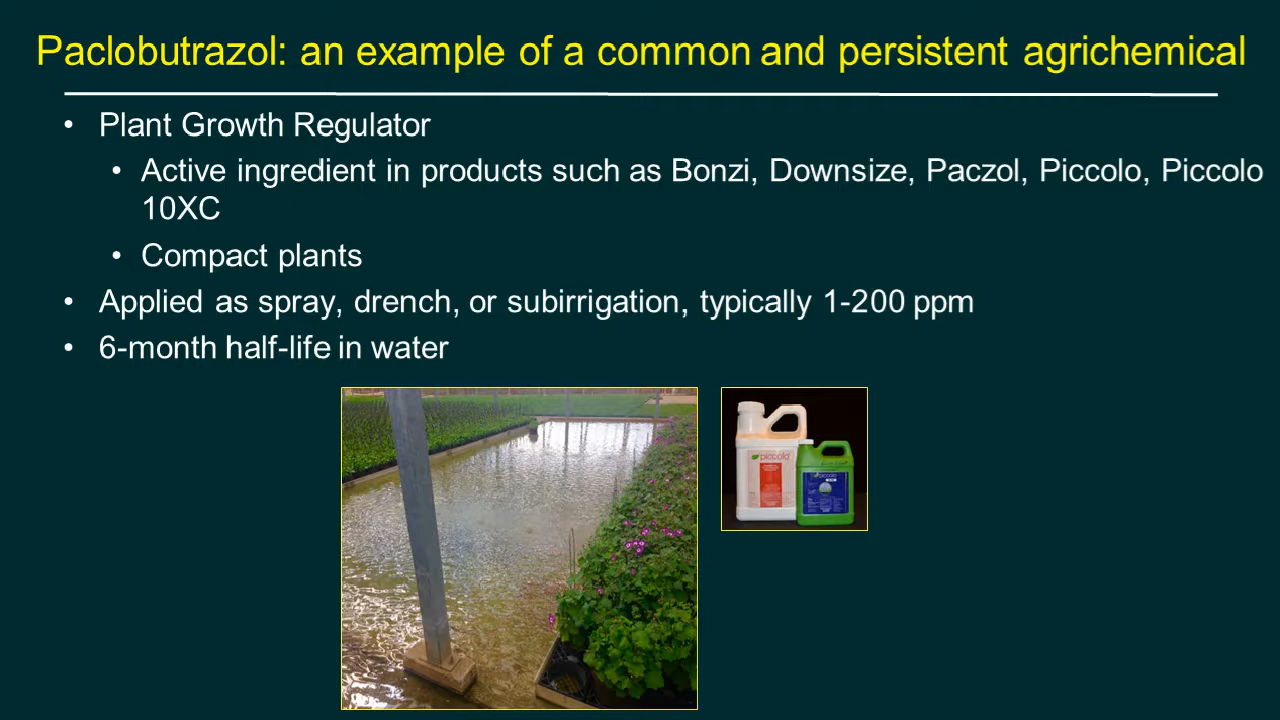 Paclobutrazol: an example of a common and persistent agrichemical
• Plant Growth Regulator
• Active ingredient in products such as Bonzi, Downsize, Paczol, Piccolo, Piccolo
10XC
• Compact plants
• Applied as spray, drench, or subirrigation, typically 1-200 ppm
• 6-month half-life in water
piccolo
piccolo